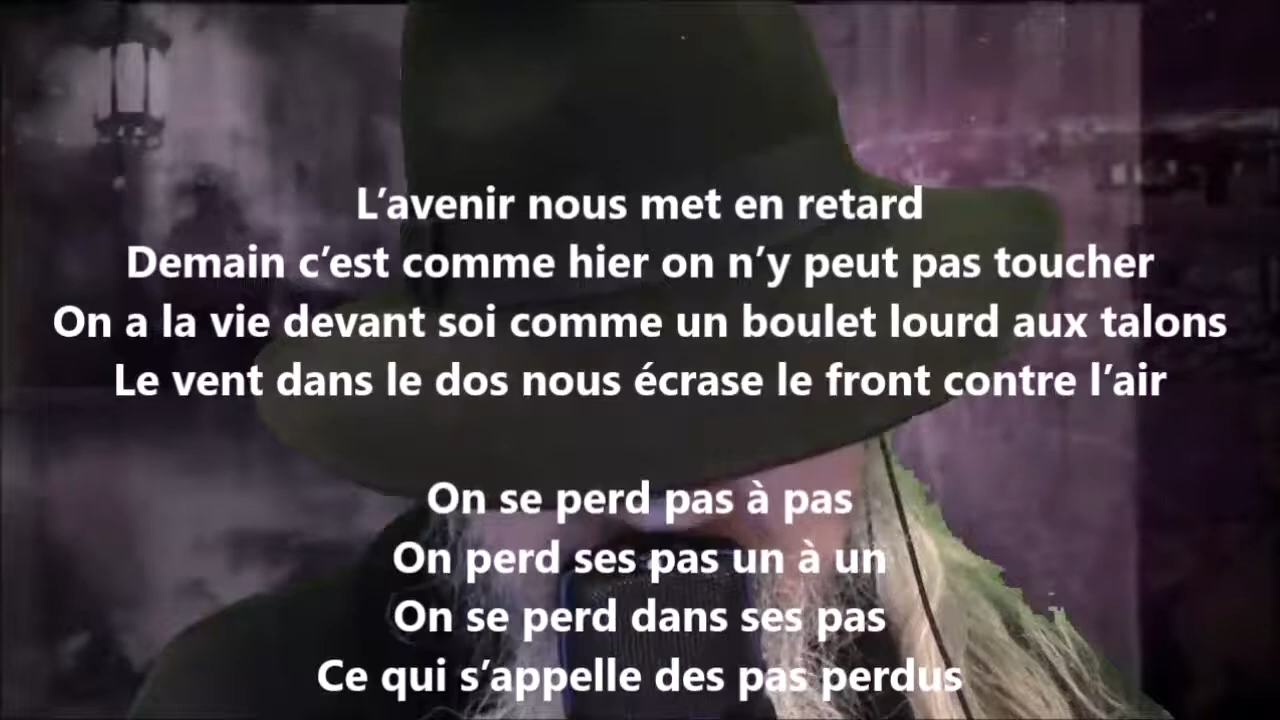 L’avenir nous met en retard
Demain c’est comme hier on n’y peut pas toucher
On a la vie devant soi comme un boulet lourd aux talons
Le vent dans le dos nous écrase le front contre l’air
On se perd pas à pas
On perd ses pas un à un
On se perd dans ses pas
Ce qui s’appelle des pas perdus